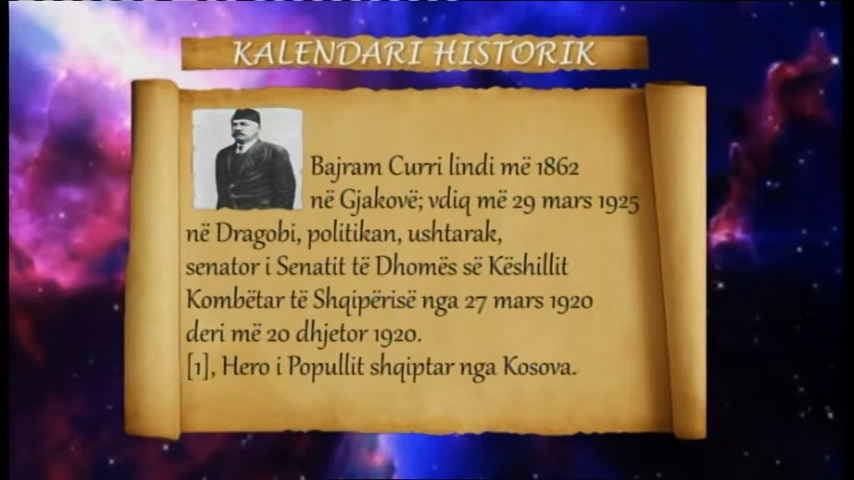 KALENDARI HISTORIK
Bajram Curri lindi më 1862
në Gjakovë; vdiq më 29 mars 1925
në Dragobi, politikan, ushtarak,
senator i Senatit të Dhomës së Këshillit
Kombëtar të Shqipërisë nga 27 mars 1920
deri më 20 dhjetor 1920.
[1], Hero i Popullit shqiptar nga Kosova.